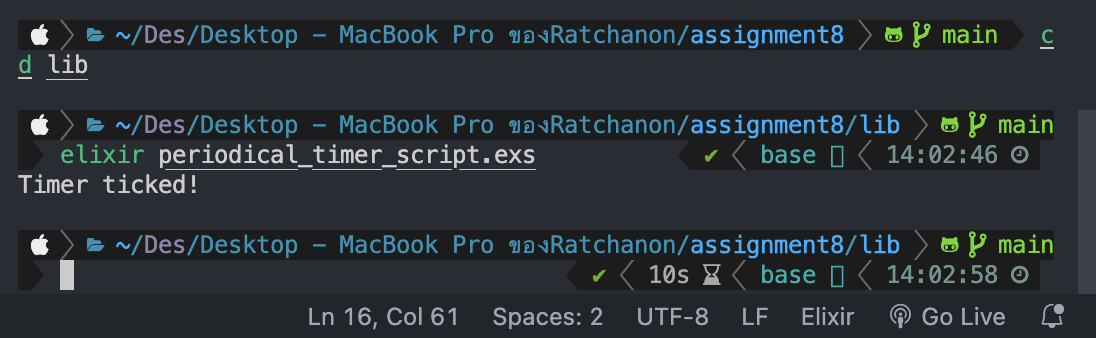 ~/Des/Desktop – MacBook Pro ของRatchanon/assignment8 main c
d lib
~/Des/Desktop – MacBook Pro ของRatchanon/assignment8/lib main
elixir periodical_timer_script.exs ✔ base 14:02:46
Timer ticked!
~/Des/Desktop – MacBook Pro ของRatchanon/assignment8/lib main
✔ 10s base 14:02:58
Ln 16, Col 61 Spaces: 2 UTF-8 LF Elixir Go Live